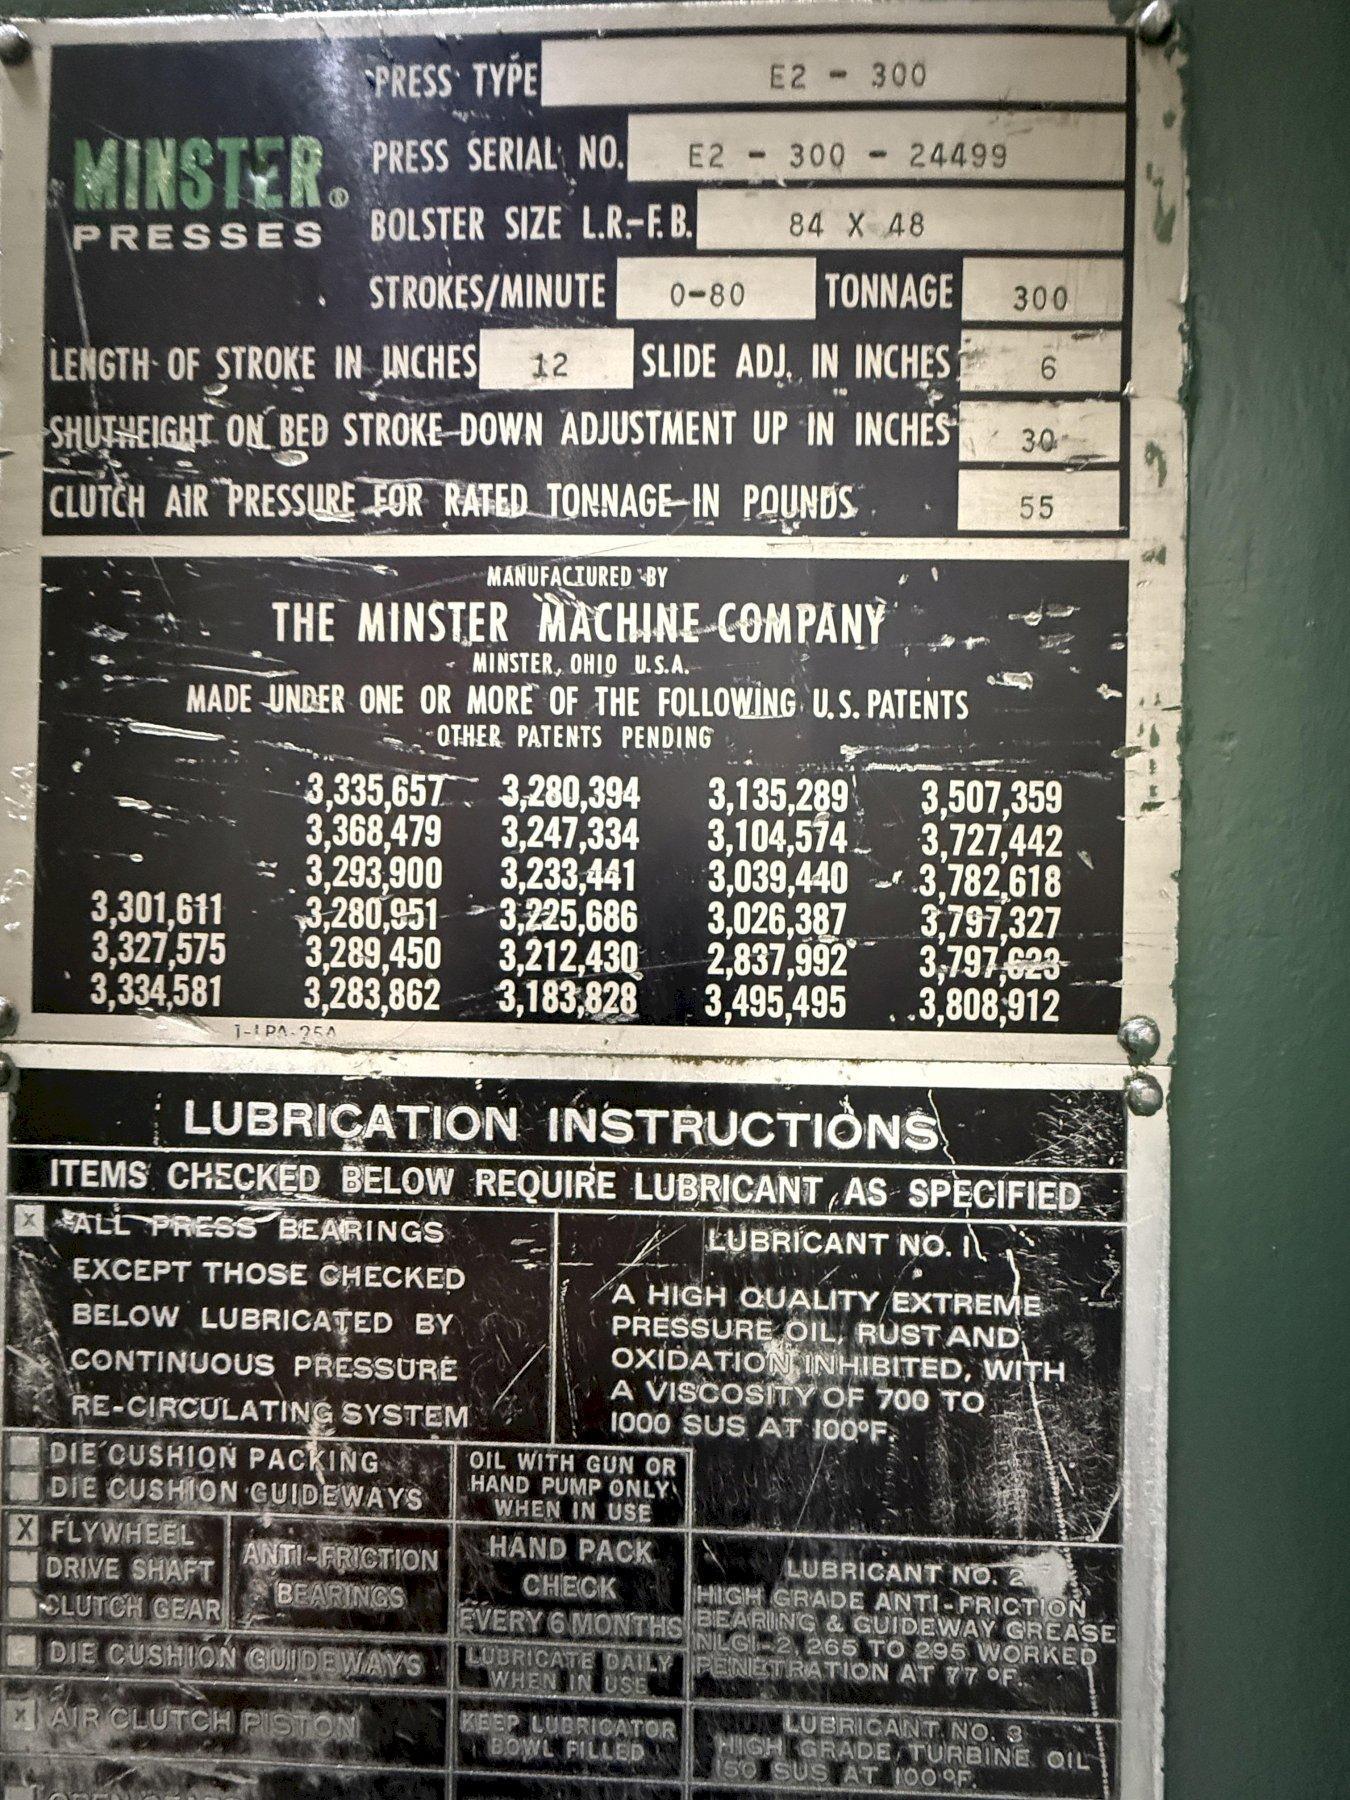 PRESS TYPE E2 - 300
MINSTER®
PRESSES
PRESS SERIAL NO. E2 - 300 - 24499
BOLSTER SIZE L.R.-F.B. 84 X 48
STROKES/MINUTE 0-80 TONNAGE 300
LENGTH OF STROKE IN INCHES 12 SLIDE ADJ. IN INCHES 6
SHUTHEIGHT ON BED STROKE DOWN ADJUSTMENT UP IN INCHES 30
CLUTCH AIR PRESSURE FOR RATED TONNAGE IN POUNDS 55
MANUFACTURED BY
THE MINSTER MACHINE COMPANY
MINSTER, OHIO U.S.A.
MADE UNDER ONE OR MORE OF THE FOLLOWING U.S. PATENTS
OTHER PATENTS PENDING
3,335,657 3,280,394 3,135,289 3,507,359
3,368,479 3,247,334 3,104,574 3,727,442
3,293,900 3,233,441 3,039,440 3,782,618
3,301,611 3,280,951 3,225,686 3,026,387 3,797,327
3,327,575 3,289,450 3,212,430 2,837,992 3,797,623
3,334,581 3,283,862 3,183,828 3,495,495 3,808,912
1-LPA-25A
LUBRICATION INSTRUCTIONS
ITEMS CHECKED BELOW REQUIRE LUBRICANT AS SPECIFIED
X ALL PRESS BEARINGS
EXCEPT THOSE CHECKED
BELOW LUBRICATED BY
CONTINUOUS PRESSURE
RE-CIRCULATING SYSTEM
LUBRICANT NO. 1
A HIGH QUALITY EXTREME
PRESSURE OIL, RUST AND
OXIDATION INHIBITED, WITH
A VISCOSITY OF 700 TO
1000 SUS AT 100°F.
DIE CUSHION PACKING
DIE CUSHION GUIDEWAYS
OIL WITH GUN OR
HAND PUMP ONLY
WHEN IN USE
X FLYWHEEL
DRIVE SHAFT
CLUTCH GEAR
ANTI-FRICTION
BEARINGS
HAND PACK
CHECK
EVERY 6 MONTHS
LUBRICANT NO. 2
HIGH GRADE ANTI-FRICTION
BEARING & GUIDEWAY GREASE
NLGI-2, 265 TO 295 WORKED
PENETRATION AT 77 °F.
DIE CUSHION GUIDEWAYS
LUBRICATE DAILY
WHEN IN USE
X AIR CLUTCH PISTON
KEEP LUBRICATOR
BOWL FILLED
LUBRICANT NO. 3
HIGH GRADE TURBINE OIL
150 SUS AT 100°F.